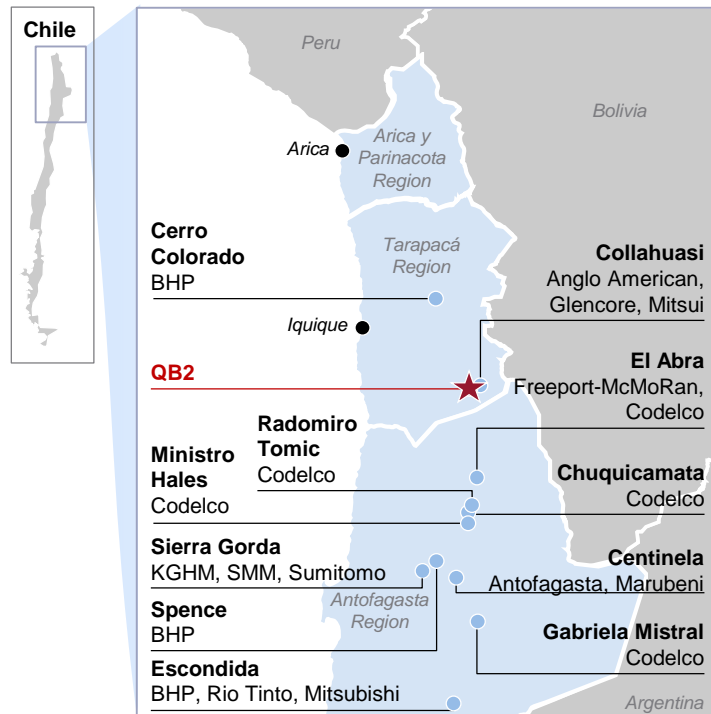 Chile
Peru
Bolivia
Arica
Arica y
Parinacota
Region
Cerro
Colorado
BHP
Tarapacá
Region
Collahuasi
Anglo American,
Glencore, Mitsui
Iquique
QB2
El Abra
Freeport-McMoRan,
Codelco
Radomiro
Tomic
Codelco
Ministro
Hales
Codelco
Chuquicamata
Codelco
Sierra Gorda
KGHM, SMM, Sumitomo
Centinela
Antofagasta, Marubeni
Antofagasta
Region
Spence
BHP
Gabriela Mistral
Codelco
Escondida
BHP, Rio Tinto, Mitsubishi
Argentina